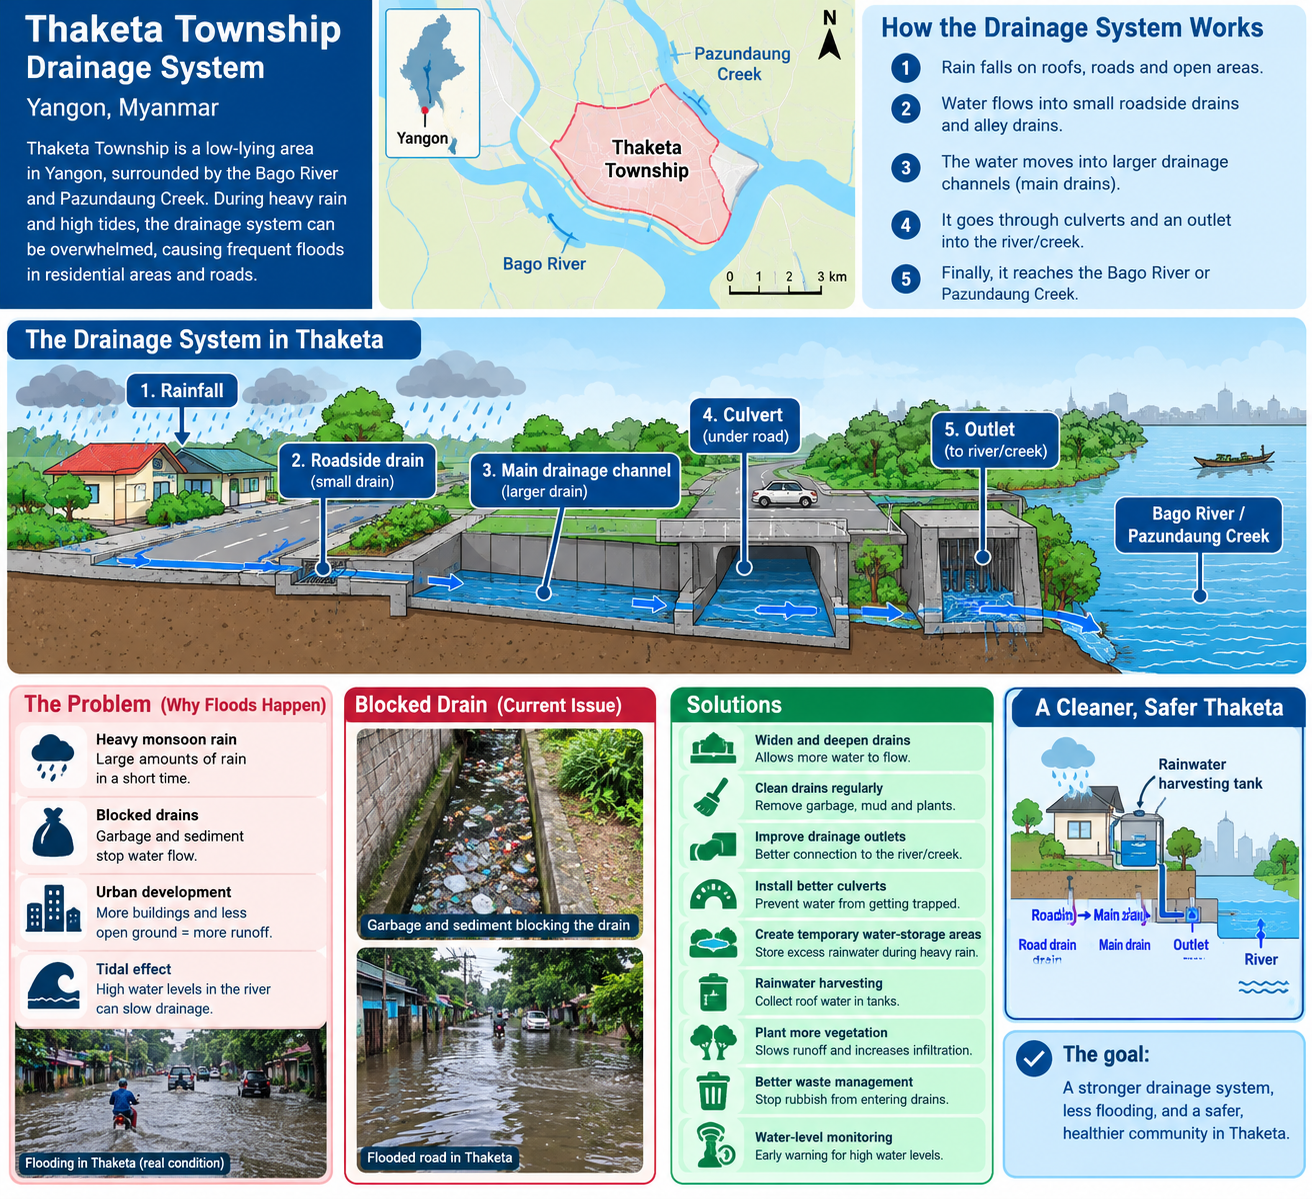 Thaketa Township
Drainage System
Yangon, Myanmar
Thaketa Township is a low-lying area
in Yangon, surrounded by the Bago River
and Pazundaung Creek. During heavy rain
and high tides, the drainage system can
be overwhelmed, causing frequent floods
in residential areas and roads.
Yangon
Pazundaung
Creek
N
Thaketa
Township
Bago River
0 1 2 3 km
How the Drainage System Works
1 Rain falls on roofs, roads and open areas.
2 Water flows into small roadside drains
and alley drains.
3 The water moves into larger drainage
channels (main drains).
4 It goes through culverts and an outlet
into the river/creek.
5 Finally, it reaches the Bago River or
Pazundaung Creek.
The Drainage System in Thaketa
1. Rainfall
2. Roadside drain
(small drain)
3. Main drainage channel
(larger drain)
4. Culvert
(under road)
5. Outlet
(to river/creek)
Bago River /
Pazundaung Creek
The Problem (Why Floods Happen)
Heavy monsoon rain
Large amounts of rain
in a short time.
Blocked drains
Garbage and sediment
stop water flow.
Urban development
More buildings and less
open ground = more runoff.
Tidal effect
High water levels in the river
can slow drainage.
Flooding in Thaketa (real condition)
Blocked Drain (Current Issue)
Garbage and sediment blocking the drain
Flooded road in Thaketa
Solutions
Widen and deepen drains
Allows more water to flow.
Clean drains regularly
Remove garbage, mud and plants.
Improve drainage outlets
Better connection to the river/creek.
Install better culverts
Prevent water from getting trapped.
Create temporary water-storage areas
Store excess rainwater during heavy rain.
Rainwater harvesting
Collect roof water in tanks.
Plant more vegetation
Slows runoff and increases infiltration.
Better waste management
Stop rubbish from entering drains.
Water-level monitoring
Early warning for high water levels.
A Cleaner, Safer Thaketa
Rainwater
harvesting tank
Main
Road drain
drain
Main drain
Outlet
River
The goal:
A stronger drainage system,
less flooding, and a safer,
healthier community in Thaketa.